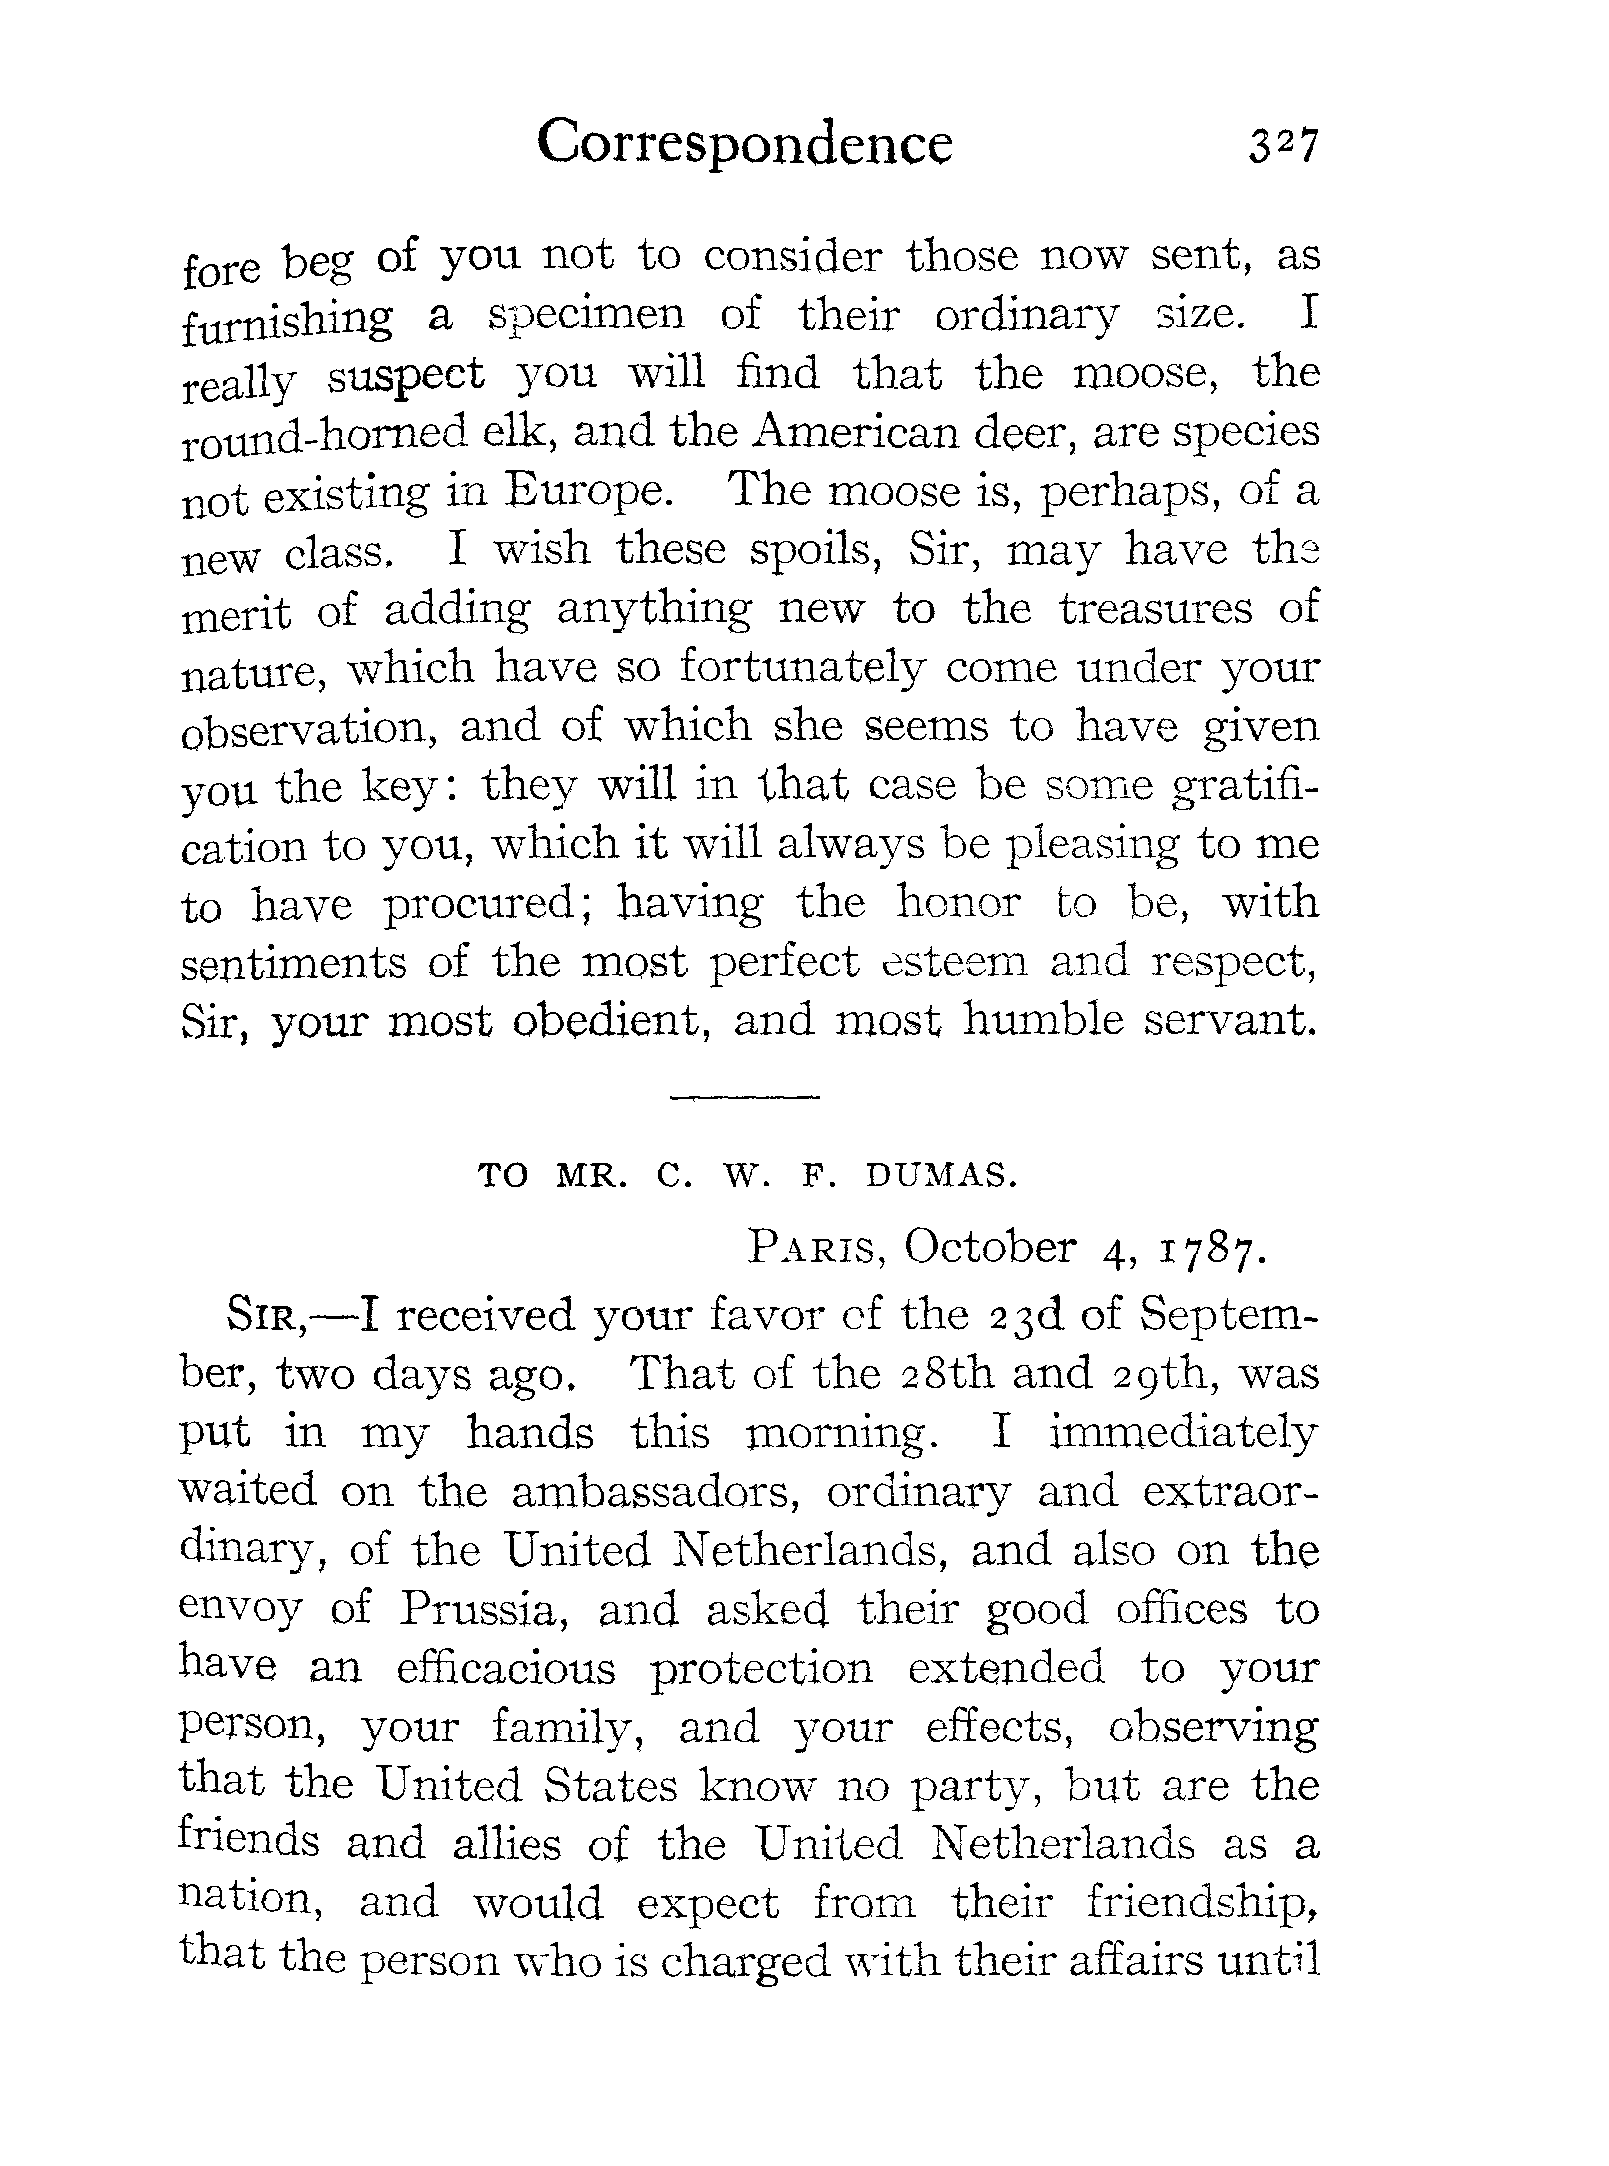 Correspondence 327
fore beg of you not to consider those now sent, as
furnishing a specimen of their ordinary size. I
really suspect you will find that the moose, the
round-horned elk, and the American deer, are species
not existing in Europe. The moose is, perhaps, of a
new class. I wish these spoils, Sir, may have the
merit of adding anything new to the treasures of
nature, which have so fortunately come under your
observation, and of which she seems to have given
you the key: they will in that case be some gratifi-
cation to you, which it will always be pleasing to me
to have procured; having the honor to be, with
sentiments of the most perfect esteem and respect,
Sir, your most obedient, and most humble servant.
TO MR. C. W. F. DUMAS.
PARIS, October 4, 1787.
SIR,—I received your favor of the 23d of Septem-
ber, two days ago. That of the 28th and 29th, was
put in my hands this morning. I immediately
waited on the ambassadors, ordinary and extraor-
dinary, of the United Netherlands, and also on the
envoy of Prussia, and asked their good offices to
have an efficacious protection extended to your
person, your family, and your effects, observing
that the United States know no party, but are the
friends and allies of the United Netherlands as a
nation, and would expect from their friendship,
that the person who is charged with their affairs until